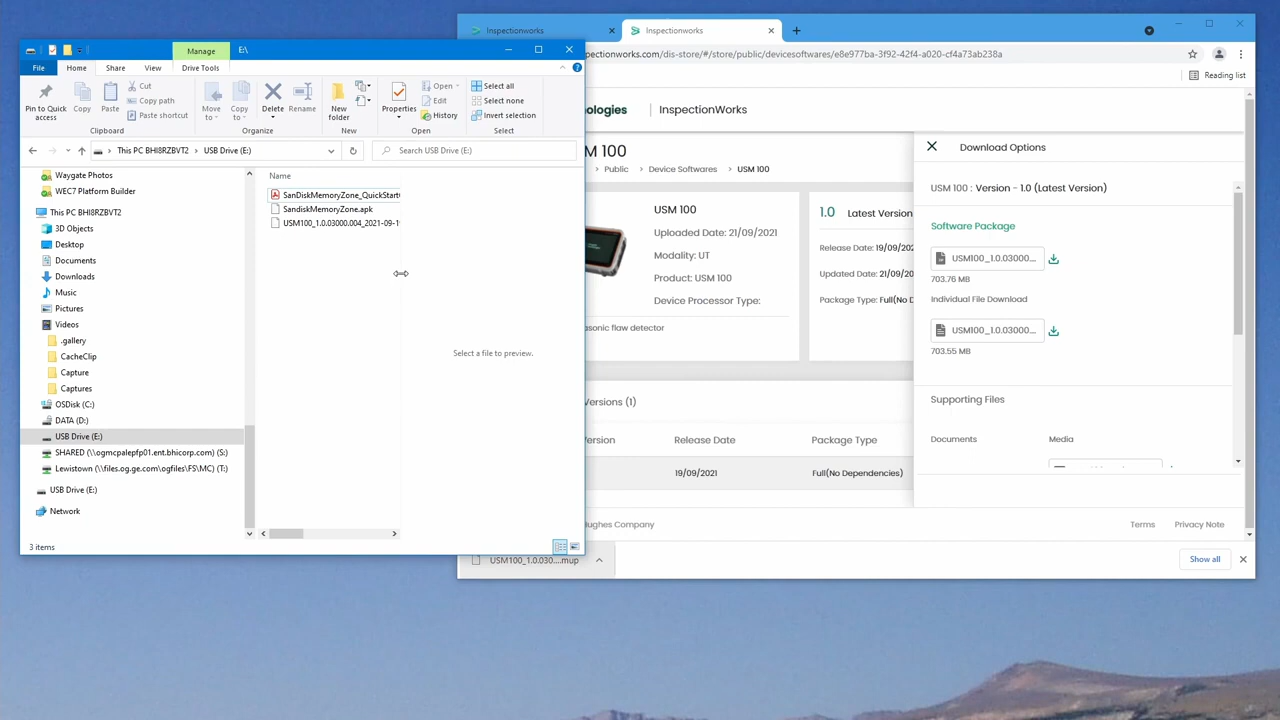 Manage
E:\
File
Home
Share
View
Drive Tools
Pin to Quick access
Copy
Paste
Cut
Copy path
Paste shortcut
Clipboard
Move to
Copy to
Delete
Rename
Organize
New folder
New
Properties
Open
Edit
History
Open
Select all
Select none
Invert selection
Select
This PC BHI8RZBVT2
USB Drive (E:)
Search USB Drive (E:)
Waygate Photos
WEC7 Platform Builder
This PC BHI8RZBVT2
3D Objects
Desktop
Documents
Downloads
Music
Pictures
Videos
.gallery
CacheClip
Capture
Captures
OSDisk (C:)
DATA (D:)
USB Drive (E:)
SHARED (\\ogmcpalepfp01.ent.bhicorp.com) (S:)
Lewistown (\\files.og.ge.com\ogfiles\FS\MC) (T:)
USB Drive (E:)
Network
3 items
Name
SanDiskMemoryZone_QuickStart
SandiskMemoryZone.apk
USM100_1.0.03000.004_2021-09-1
Select a file to preview.
Inspectionworks
Inspectionworks
pectionworks.com/dis-store/#/store/public/devicesoftwares/e8e977ba-3f92-42f4-a020-cf4a73ab238a
Reading list
ologies
InspectionWorks
M 100
Public
Device Softwares
USM 100
USM 100
Uploaded Date: 21/09/2021
Modality: UT
Product: USM 100
Device Processor Type:
asonic flaw detector
1.0 Latest Version
Release Date: 19/09/202
Updated Date: 21/09/20
Package Type: Full(No D
Versions (1)
ersion
Release Date
Package Type
19/09/2021
Full(No Dependencies)
Download Options
USM 100 : Version - 1.0 (Latest Version)
Software Package
USM100_1.0.03000...
703.76 MB
Individual File Download
USM100_1.0.03000...
703.55 MB
Supporting Files
Documents
Media
ughes Company
Terms
Privacy Note
USM100_1.0.030....mup
Show all